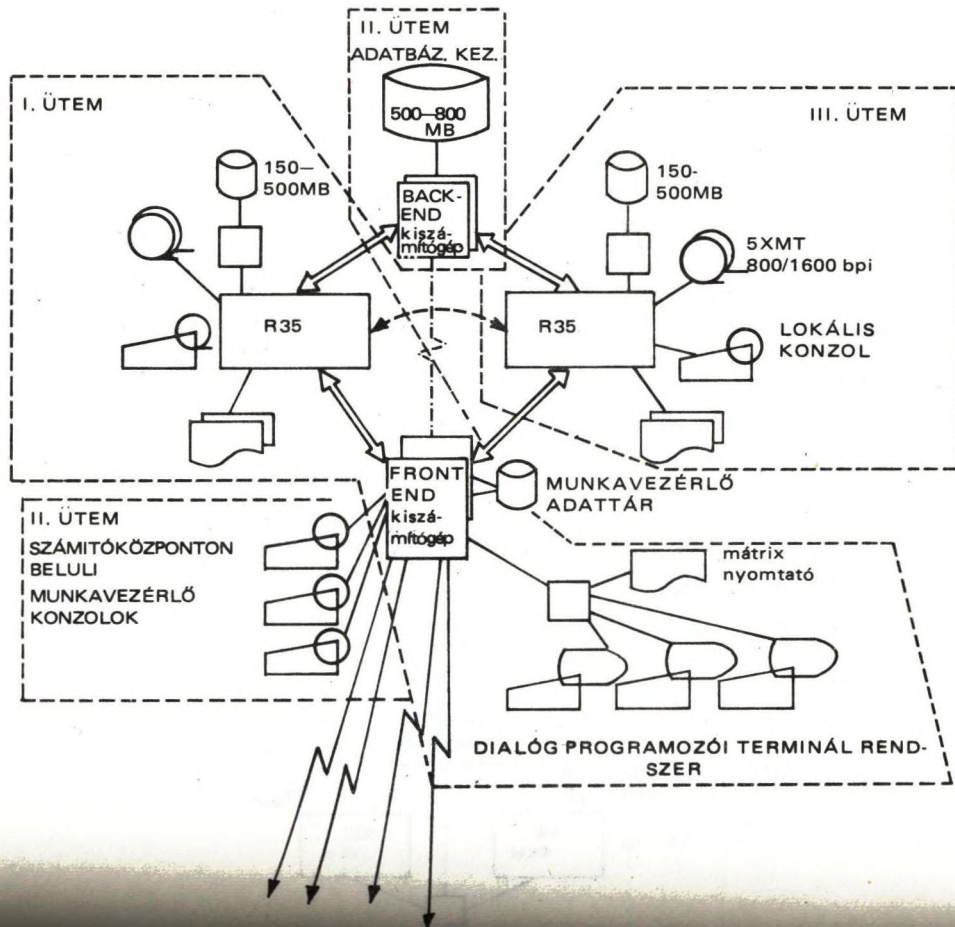 II. ÜTEM
ADATBÁZ. KEZ.
500—800
MB
I. ÜTEM
III. ÜTEM
150—
500MB
150-
500MB
BACK-
END
kiszá-
mítógép
5XMT
800/1600 bpi
R35
R35
LOKÁLIS
KONZOL
FRONT
END
kiszá-
mítógép
MUNKAVEZÉRLŐ
ADATTÁR
II. ÜTEM
SZÁMITÓKÖZPONTON
BELULI
MUNKAVEZÉRLŐ
KONZOLOK
mátrix
nyomtató
DIALÓG PROGRAMOZÓI TERMINÁL REND-
SZER